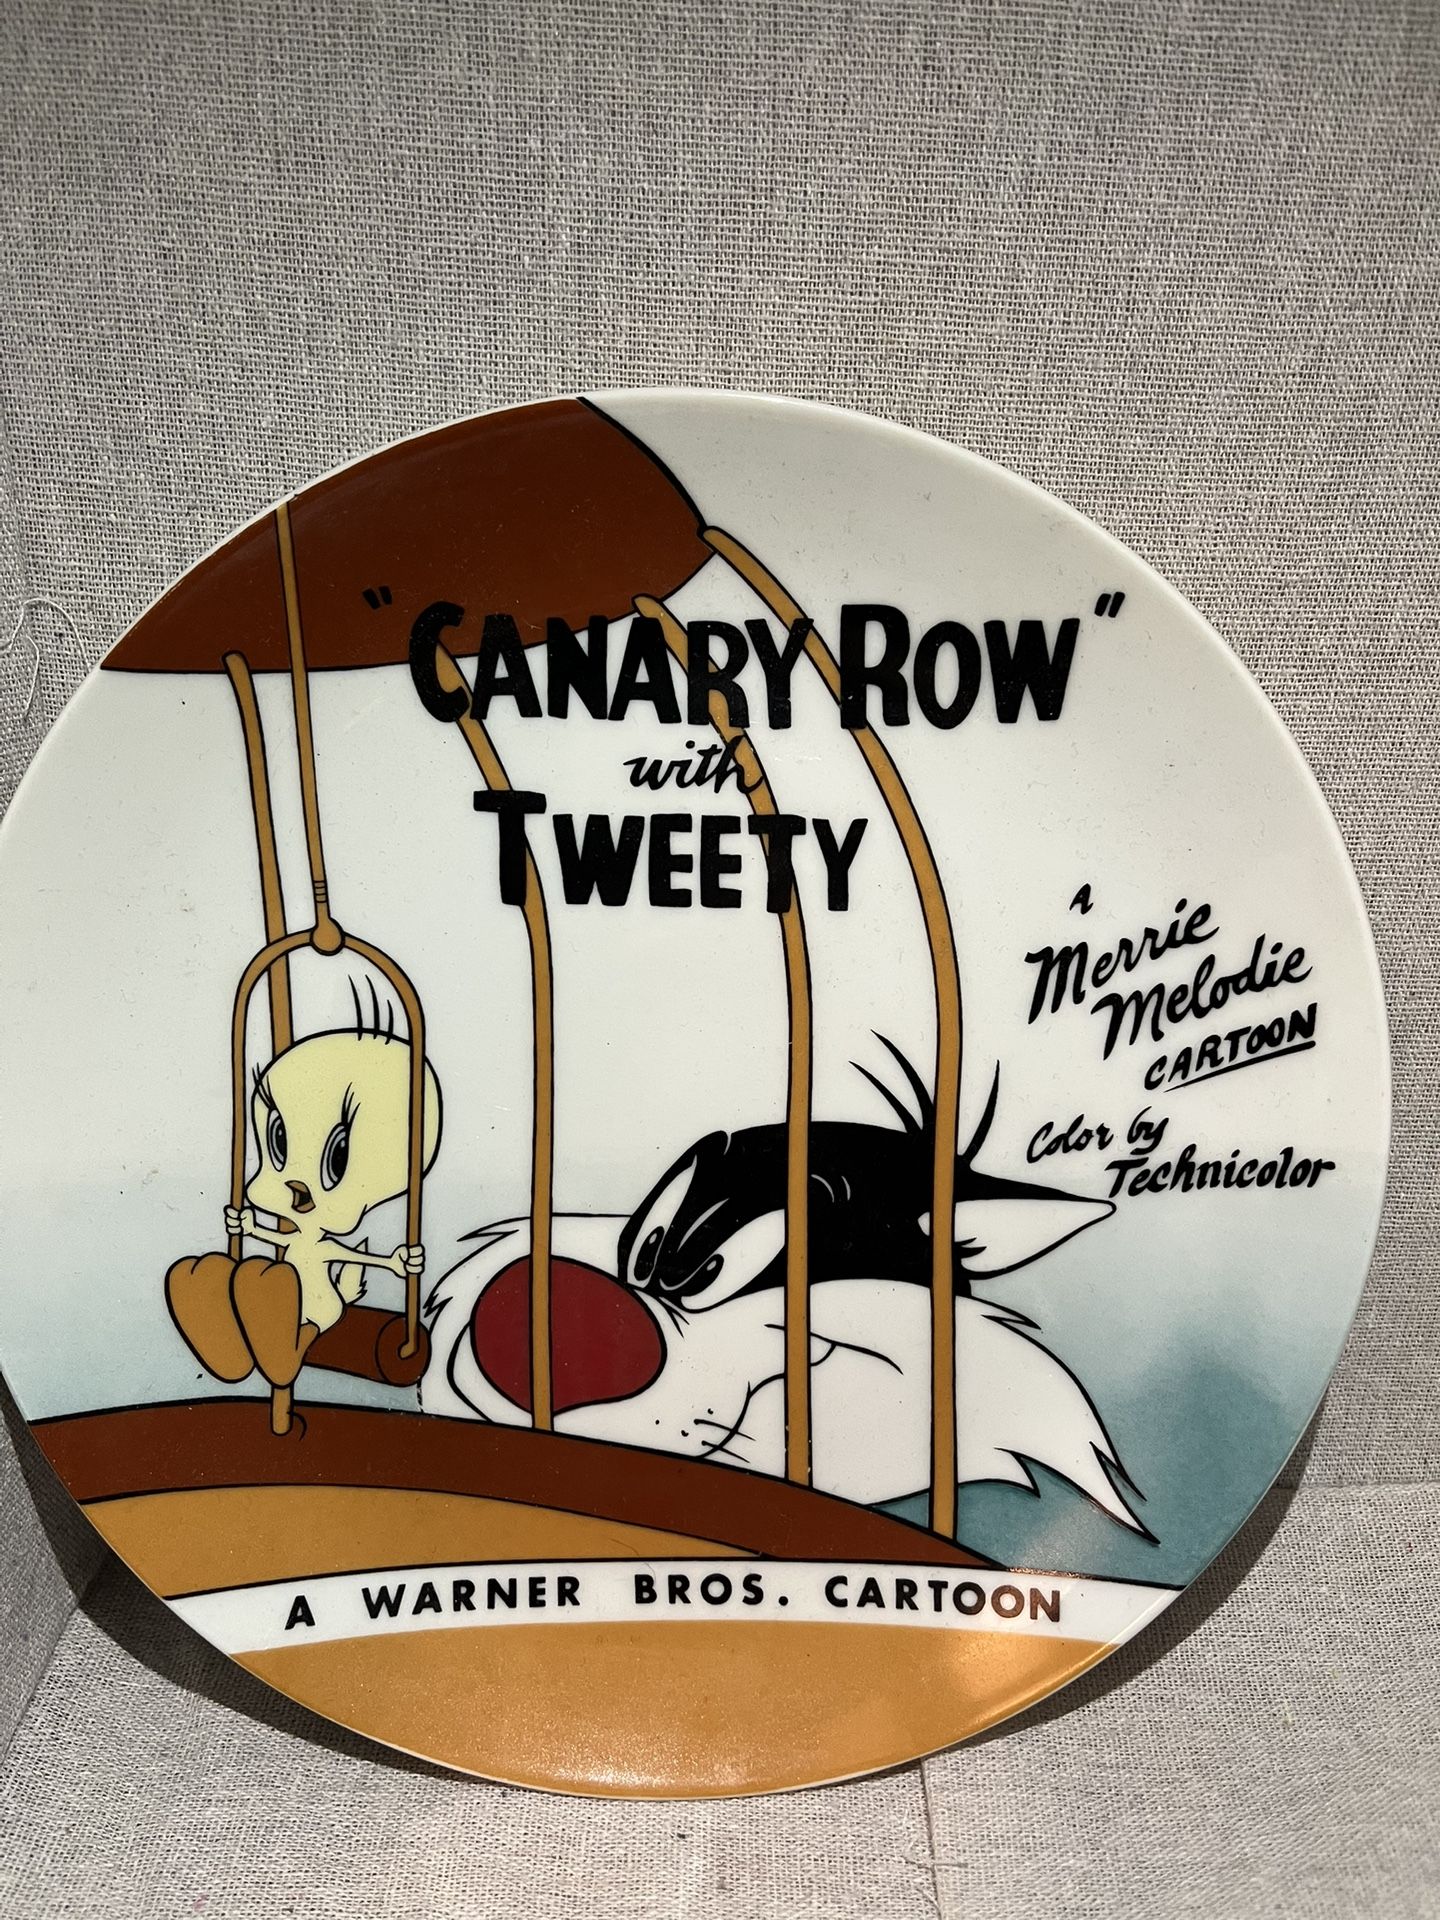 "CANARY ROW"
with
TWEETY
A
Merrie
Melodie
CARTOON
Color by
Technicolor
A WARNER BROS. CARTOON